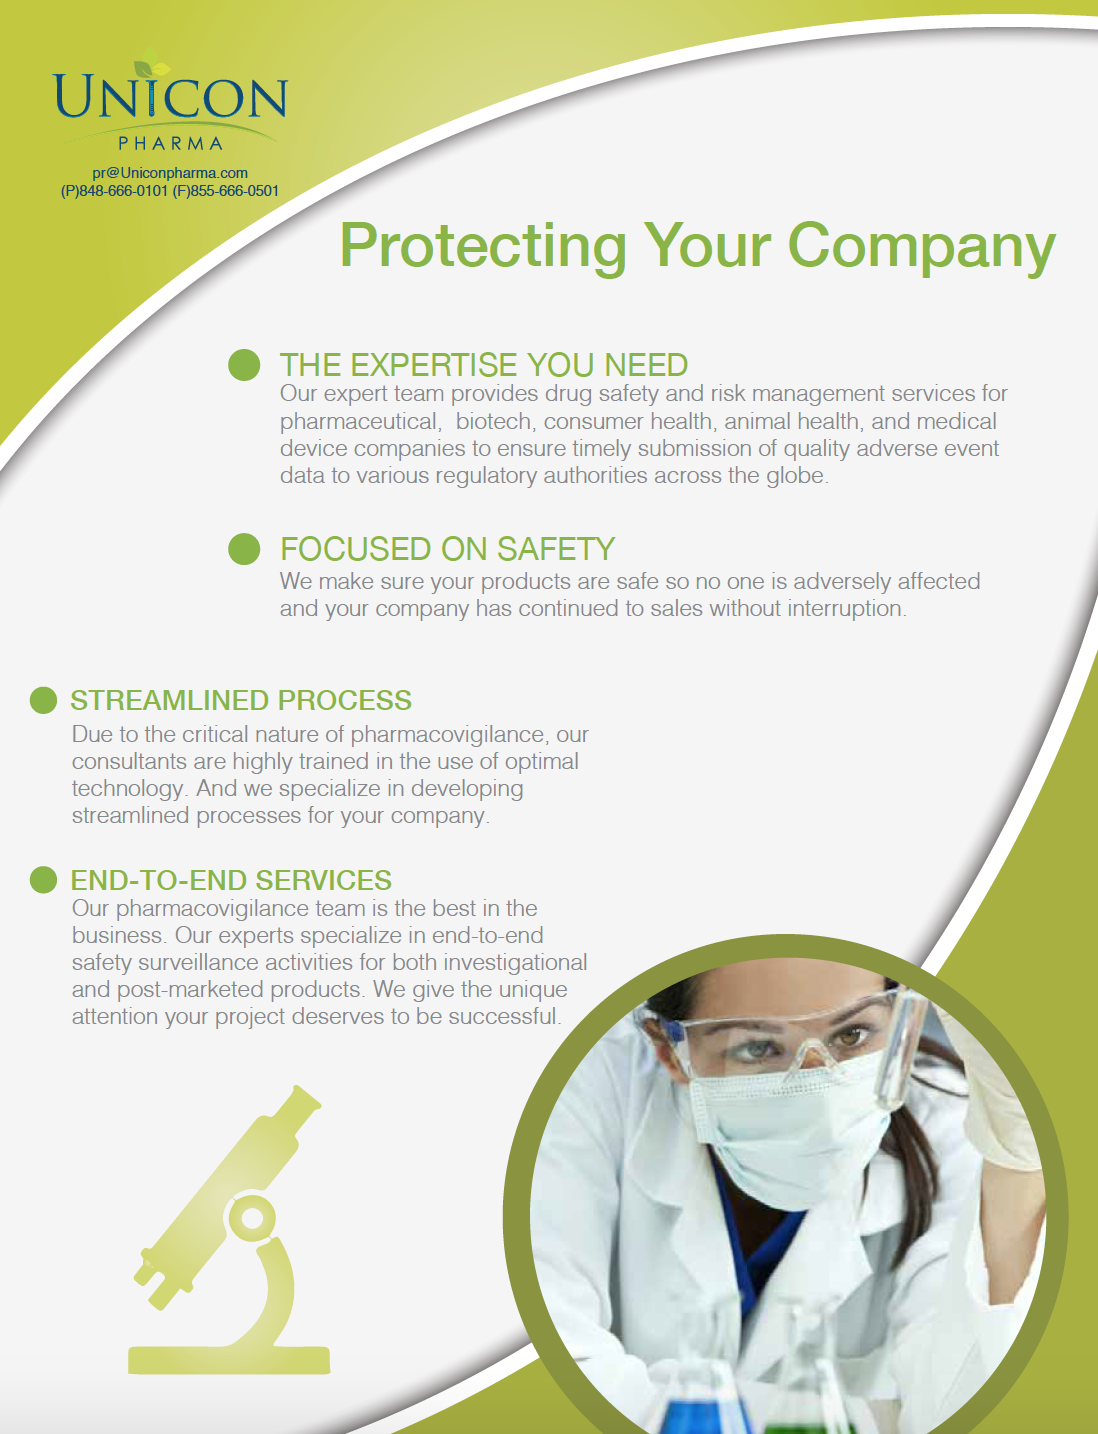 UNICON
PHARMA
pr@Uniconpharma.com
(P)848-666-0101 (F)855-666-0501
Protecting Your Company
THE EXPERTISE YOU NEED
Our expert team provides drug safety and risk management services for
pharmaceutical,  biotech, consumer health, animal health, and medical
device companies to ensure timely submission of quality adverse event
data to various regulatory authorities across the globe.
FOCUSED ON SAFETY
We make sure your products are safe so no one is adversely affected
and your company has continued to sales without interruption.
STREAMLINED PROCESS
Due to the critical nature of pharmacovigilance, our
consultants are highly trained in the use of optimal
technology. And we specialize in developing
streamlined processes for your company.
END-TO-END SERVICES
Our pharmacovigilance team is the best in the
business. Our experts specialize in end-to-end
safety surveillance activities for both investigational
and post-marketed products. We give the unique
attention your project deserves to be successful.